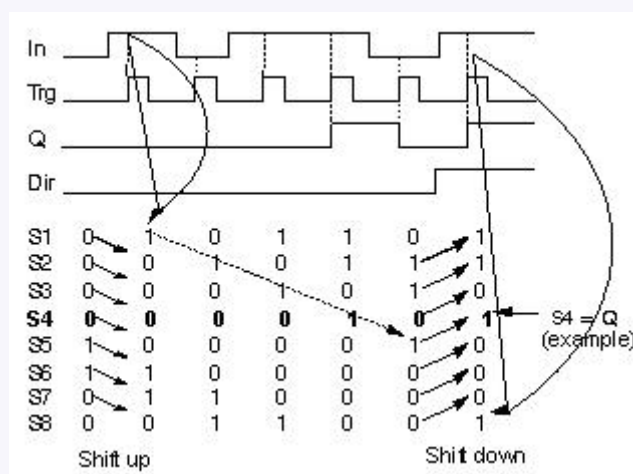 In
Trg
Q
Dir
S1 0 1 0 1 1 0 1
S2 0 0 1 0 1 1 1
S3 0 0 0 1 0 1 0
S4 0 0 0 0 1 0 1 S4 = Q
(example)
S5 1 0 0 0 0 1 0
S6 1 1 0 0 0 0 0
S7 0 1 1 0 0 0 0
S8 0 0 1 1 0 0 1
Shift up Shift down